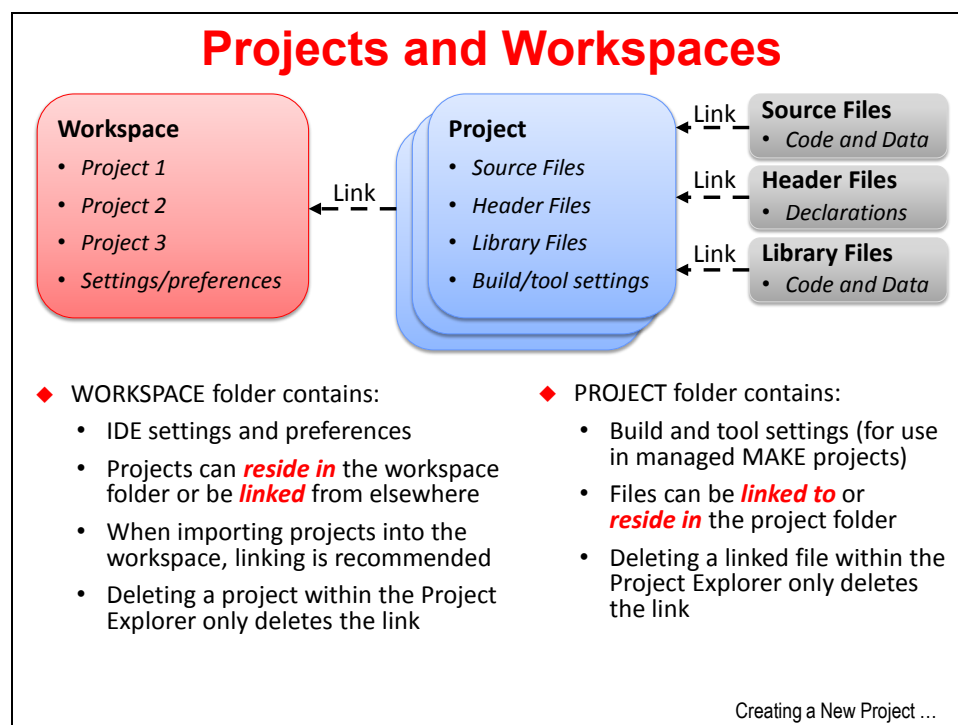 Projects and Workspaces
Workspace
• Project 1
• Project 2
• Project 3
• Settings/preferences
Link
Project
• Source Files
• Header Files
• Library Files
• Build/tool settings
Link
Source Files
• Code and Data
Link
Header Files
• Declarations
Link
Library Files
• Code and Data
◆ WORKSPACE folder contains:
• IDE settings and preferences
• Projects can reside in the workspace
folder or be linked from elsewhere
• When importing projects into the
workspace, linking is recommended
• Deleting a project within the Project
Explorer only deletes the link
◆ PROJECT folder contains:
• Build and tool settings (for use
in managed MAKE projects)
• Files can be linked to or
reside in the project folder
• Deleting a linked file within the
Project Explorer only deletes
the link
Creating a New Project …